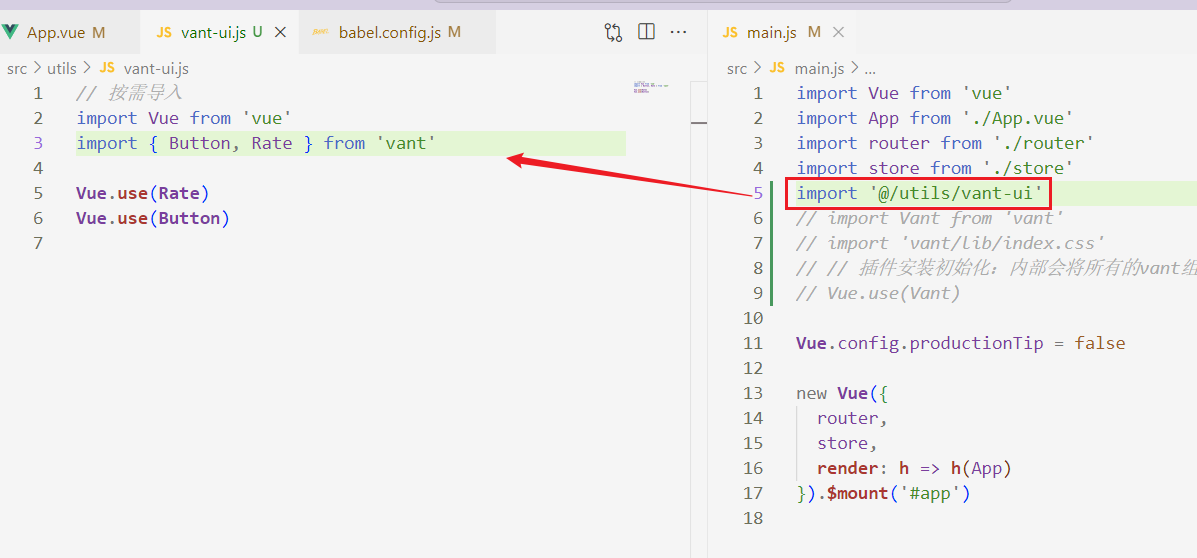 App.vue M
JS vant-ui.js U
babel.config.js M
src > utils > JS vant-ui.js
1 // 按需导入
2 import Vue from 'vue'
3 import { Button, Rate } from 'vant'
4
5 Vue.use(Rate)
6 Vue.use(Button)
7
JS main.js M
src > JS main.js > ...
1 import Vue from 'vue'
2 import App from './App.vue'
3 import router from './router'
4 import store from './store'
5 import '@/utils/vant-ui'
6 // import Vant from 'vant'
7 // import 'vant/lib/index.css'
8 // // 插件安装初始化：内部会将所有的vant组
9 // Vue.use(Vant)
10
11 Vue.config.productionTip = false
12
13 new Vue({
14 router,
15 store,
16 render: h => h(App)
17 }).$mount('#app')
18